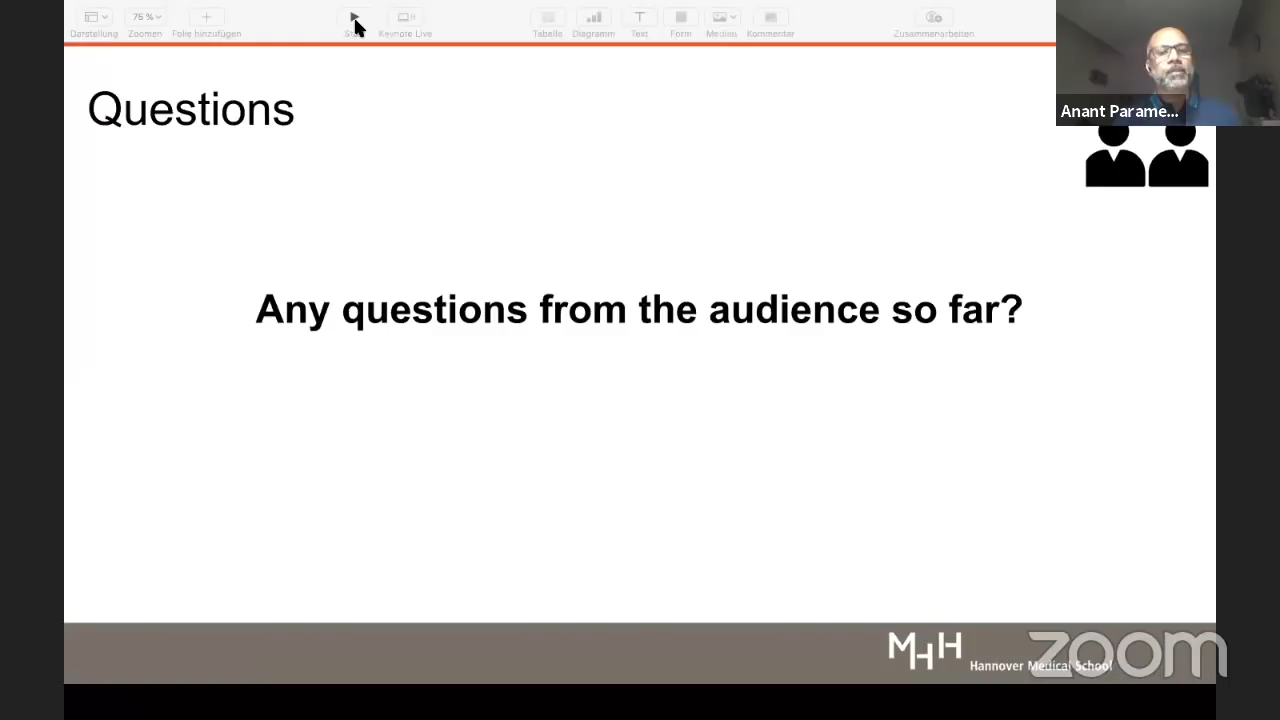 75 %
Darstellung Zoomen Folie hinzufügen Keynote Live Tabelle Diagramm Text Form Medien Kommentar Zusammenarbeiten
Anant Parame...
Questions
Any questions from the audience so far?
MHH Hannover Medical School
zoom